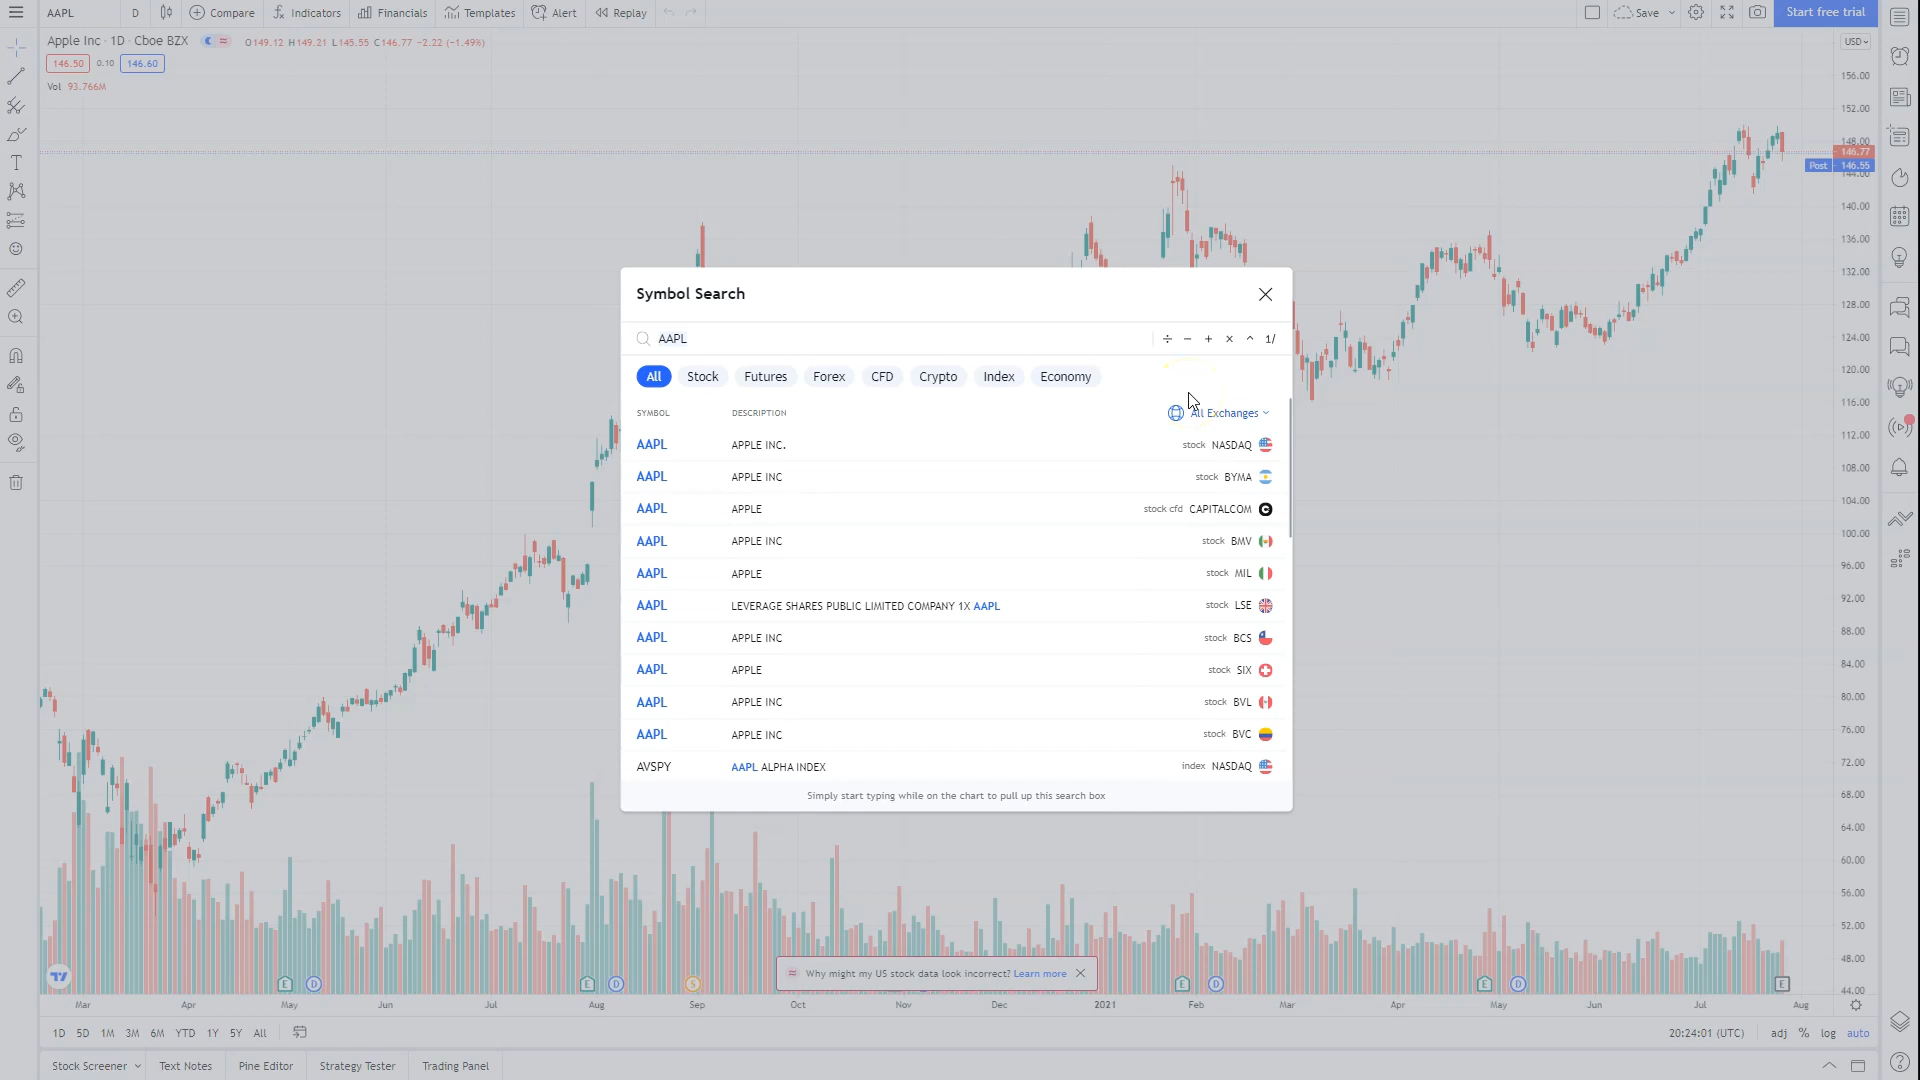 AAPL D Compare Indicators Financials Templates Alert Replay Save Start free trial
Apple Inc · 1D · Cboe BZX O149.12 H149.21 L145.55 C146.77 −2.22 (−1.49%) USD
146.50 0.10 146.60
Vol 93.766M
156.00
152.00
148.00
146.77
Post 146.55
144.00
140.00
136.00
132.00
128.00
124.00
120.00
116.00
112.00
108.00
104.00
100.00
96.00
92.00
88.00
84.00
80.00
76.00
72.00
68.00
64.00
60.00
56.00
52.00
48.00
44.00
Symbol Search
AAPL ÷ − + × ^ 1/
All Stock Futures Forex CFD Crypto Index Economy
SYMBOL DESCRIPTION All Exchanges
AAPL APPLE INC. stock NASDAQ
AAPL APPLE INC stock BYMA
AAPL APPLE stock cfd CAPITALCOM
AAPL APPLE INC stock BMV
AAPL APPLE stock MIL
AAPL LEVERAGE SHARES PUBLIC LIMITED COMPANY 1X AAPL stock LSE
AAPL APPLE INC stock BCS
AAPL APPLE stock SIX
AAPL APPLE INC stock BVL
AAPL APPLE INC stock BVC
AVSPY AAPL ALPHA INDEX index NASDAQ
Simply start typing while on the chart to pull up this search box
Why might my US stock data look incorrect? Learn more
E D E D S E D E D E
Mar Apr May Jun Jul Aug Sep Oct Nov Dec 2021 Feb Mar Apr May Jun Jul Aug
1D 5D 1M 3M 6M YTD 1Y 5Y All 20:24:01 (UTC) adj % log auto
Stock Screener Text Notes Pine Editor Strategy Tester Trading Panel